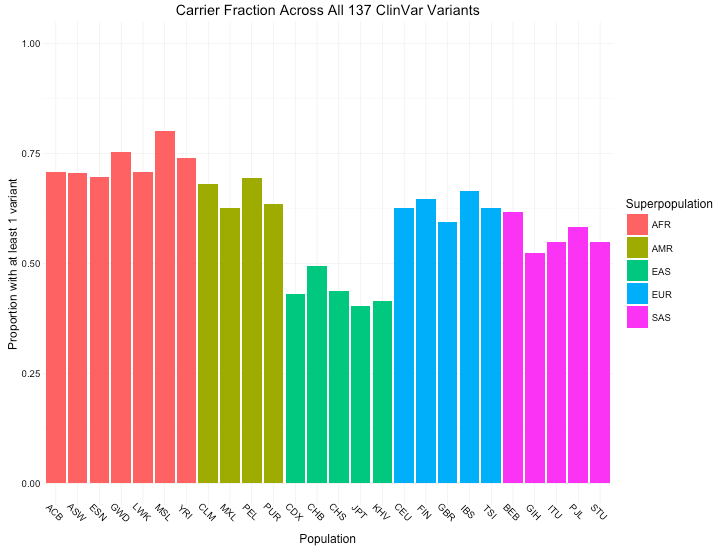 Carrier Fraction Across All 137 ClinVar Variants
Proportion with at least 1 variant
1.00
0.75
0.50
0.25
0.00
ACB ASW ESN GWD LWK MSL YRI CLM MXL PEL PUR CDX CHB CHS JPT KHV CEU FIN GBR IBS TSI BEB GIH ITU PJL STU
Population
Superpopulation
AFR
AMR
EAS
EUR
SAS